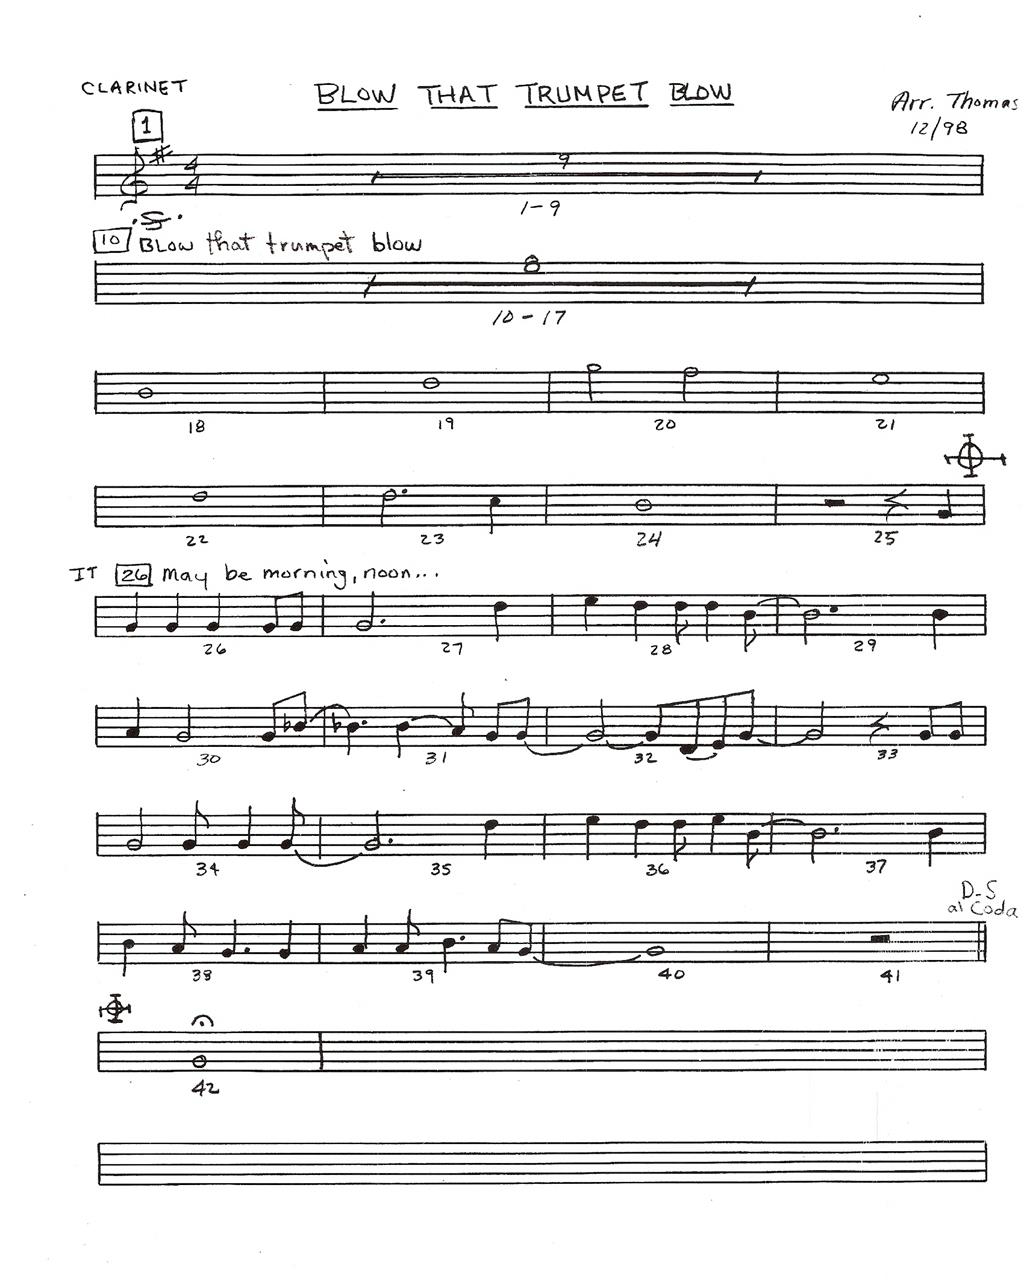 CLARINET
BLOW THAT TRUMPET BLOW
Arr. Thomas
12/98
1
4
4
9
1-9
10 BLOW that trumpet blow
8
10-17
18 19 20 21
22 23 24 25
IT 26 may be morning, noon...
26 27 28 29
30 31 32 33
34 35 36 37
D-S
al Coda
38 39 40 41
42